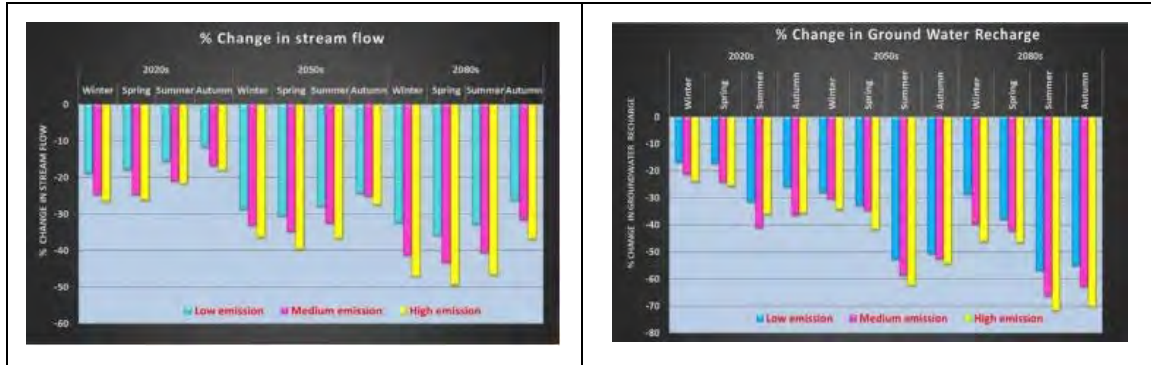 % Change in stream flow
2020s 2050s 2080s
Winter Spring Summer Autumn Winter Spring Summer Autumn Winter Spring Summer Autumn
0
-10
-20
-30
-40
-50
-60
% CHANGE IN STREAM FLOW
Low emission Medium emission High emission
% Change in Ground Water Recharge
2020s 2050s 2080s
Winter Spring Summer Autumn Winter Spring Summer Autumn Winter Spring Summer Autumn
0
-10
-20
-30
-40
-50
-60
-70
-80
% CHANGE IN GROUNDWATER RECHARGE
Low emission Medium emission High emission